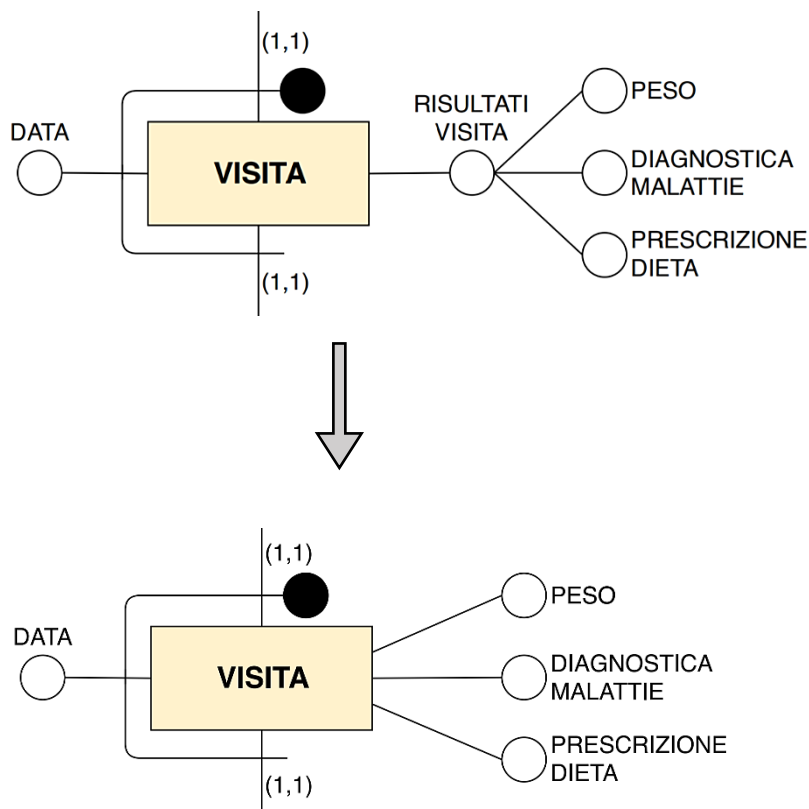 (1,1)
DATA
VISITA
RISULTATI
VISITA
PESO
DIAGNOSTICA
MALATTIE
PRESCRIZIONE
DIETA
(1,1)
(1,1)
DATA
VISITA
PESO
DIAGNOSTICA
MALATTIE
PRESCRIZIONE
DIETA
(1,1)